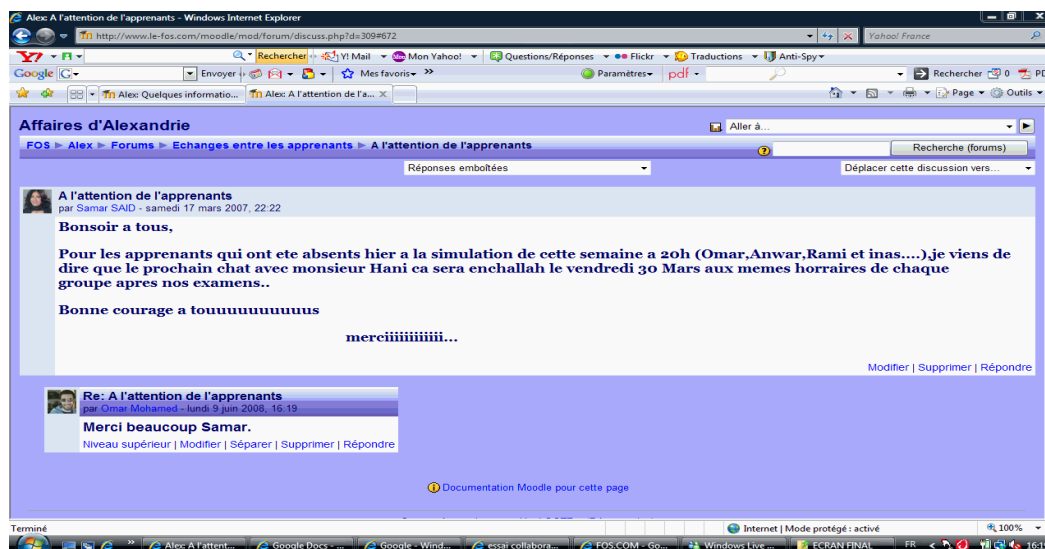 Alex: A l'attention de l'apprenants - Windows Internet Explorer
http://www.le-fos.com/moodle/mod/forum/discuss.php?d=309#672
Yahoo! France
Y! Rechercher Y! Mail Mon Yahoo! Questions/Réponses Flickr Traductions Anti-Spy
Google G Envoyer Mes favoris >> Paramètres pdf Rechercher 0 PD
Alex: Quelques informatio... Alex: A l'attention de l'a... Page Outils
Affaires d'Alexandrie
Aller à...
FOS ► Alex ► Forums ► Echanges entre les apprenants ► A l'attention de l'apprenants
Recherche (forums)
Réponses emboîtées
Déplacer cette discussion vers...
A l'attention de l'apprenants
par Samar SAID - samedi 17 mars 2007, 22:22
Bonsoir a tous,
Pour les apprenants qui ont ete absents hier a la simulation de cette semaine a 20h (Omar,Anwar,Rami et inas....),je viens de
dire que le prochain chat avec monsieur Hani ca sera enchallah le vendredi 30 Mars aux memes horraires de chaque
groupe apres nos examens..
Bonne courage a touuuuuuuuuus
merciiiiiiiiiiii...
Modifier | Supprimer | Répondre
Re: A l'attention de l'apprenants
par Omar Mohamed - lundi 9 juin 2008, 16:19
Merci beaucoup Samar.
Niveau supérieur | Modifier | Séparer | Supprimer | Répondre
Documentation Moodle pour cette page
Terminé
Internet | Mode protégé : activé
100%
Alex: A l'attent... Google Docs - ... Google - Wind... essai collabora... FOS.COM - Go... Windows Live ... ECRAN FINAL FR 16:19